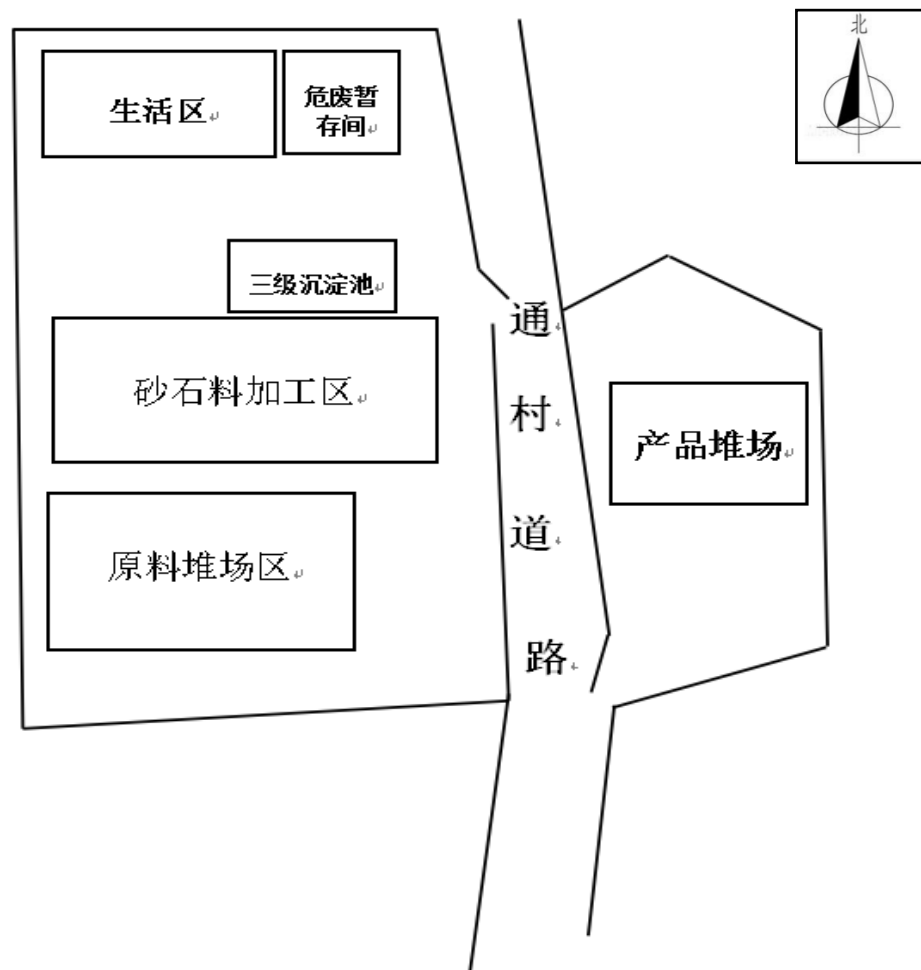 北
生活区
危废暂
存间
三级沉淀池
通
村
道
路
砂石料加工区
产品堆场
原料堆场区